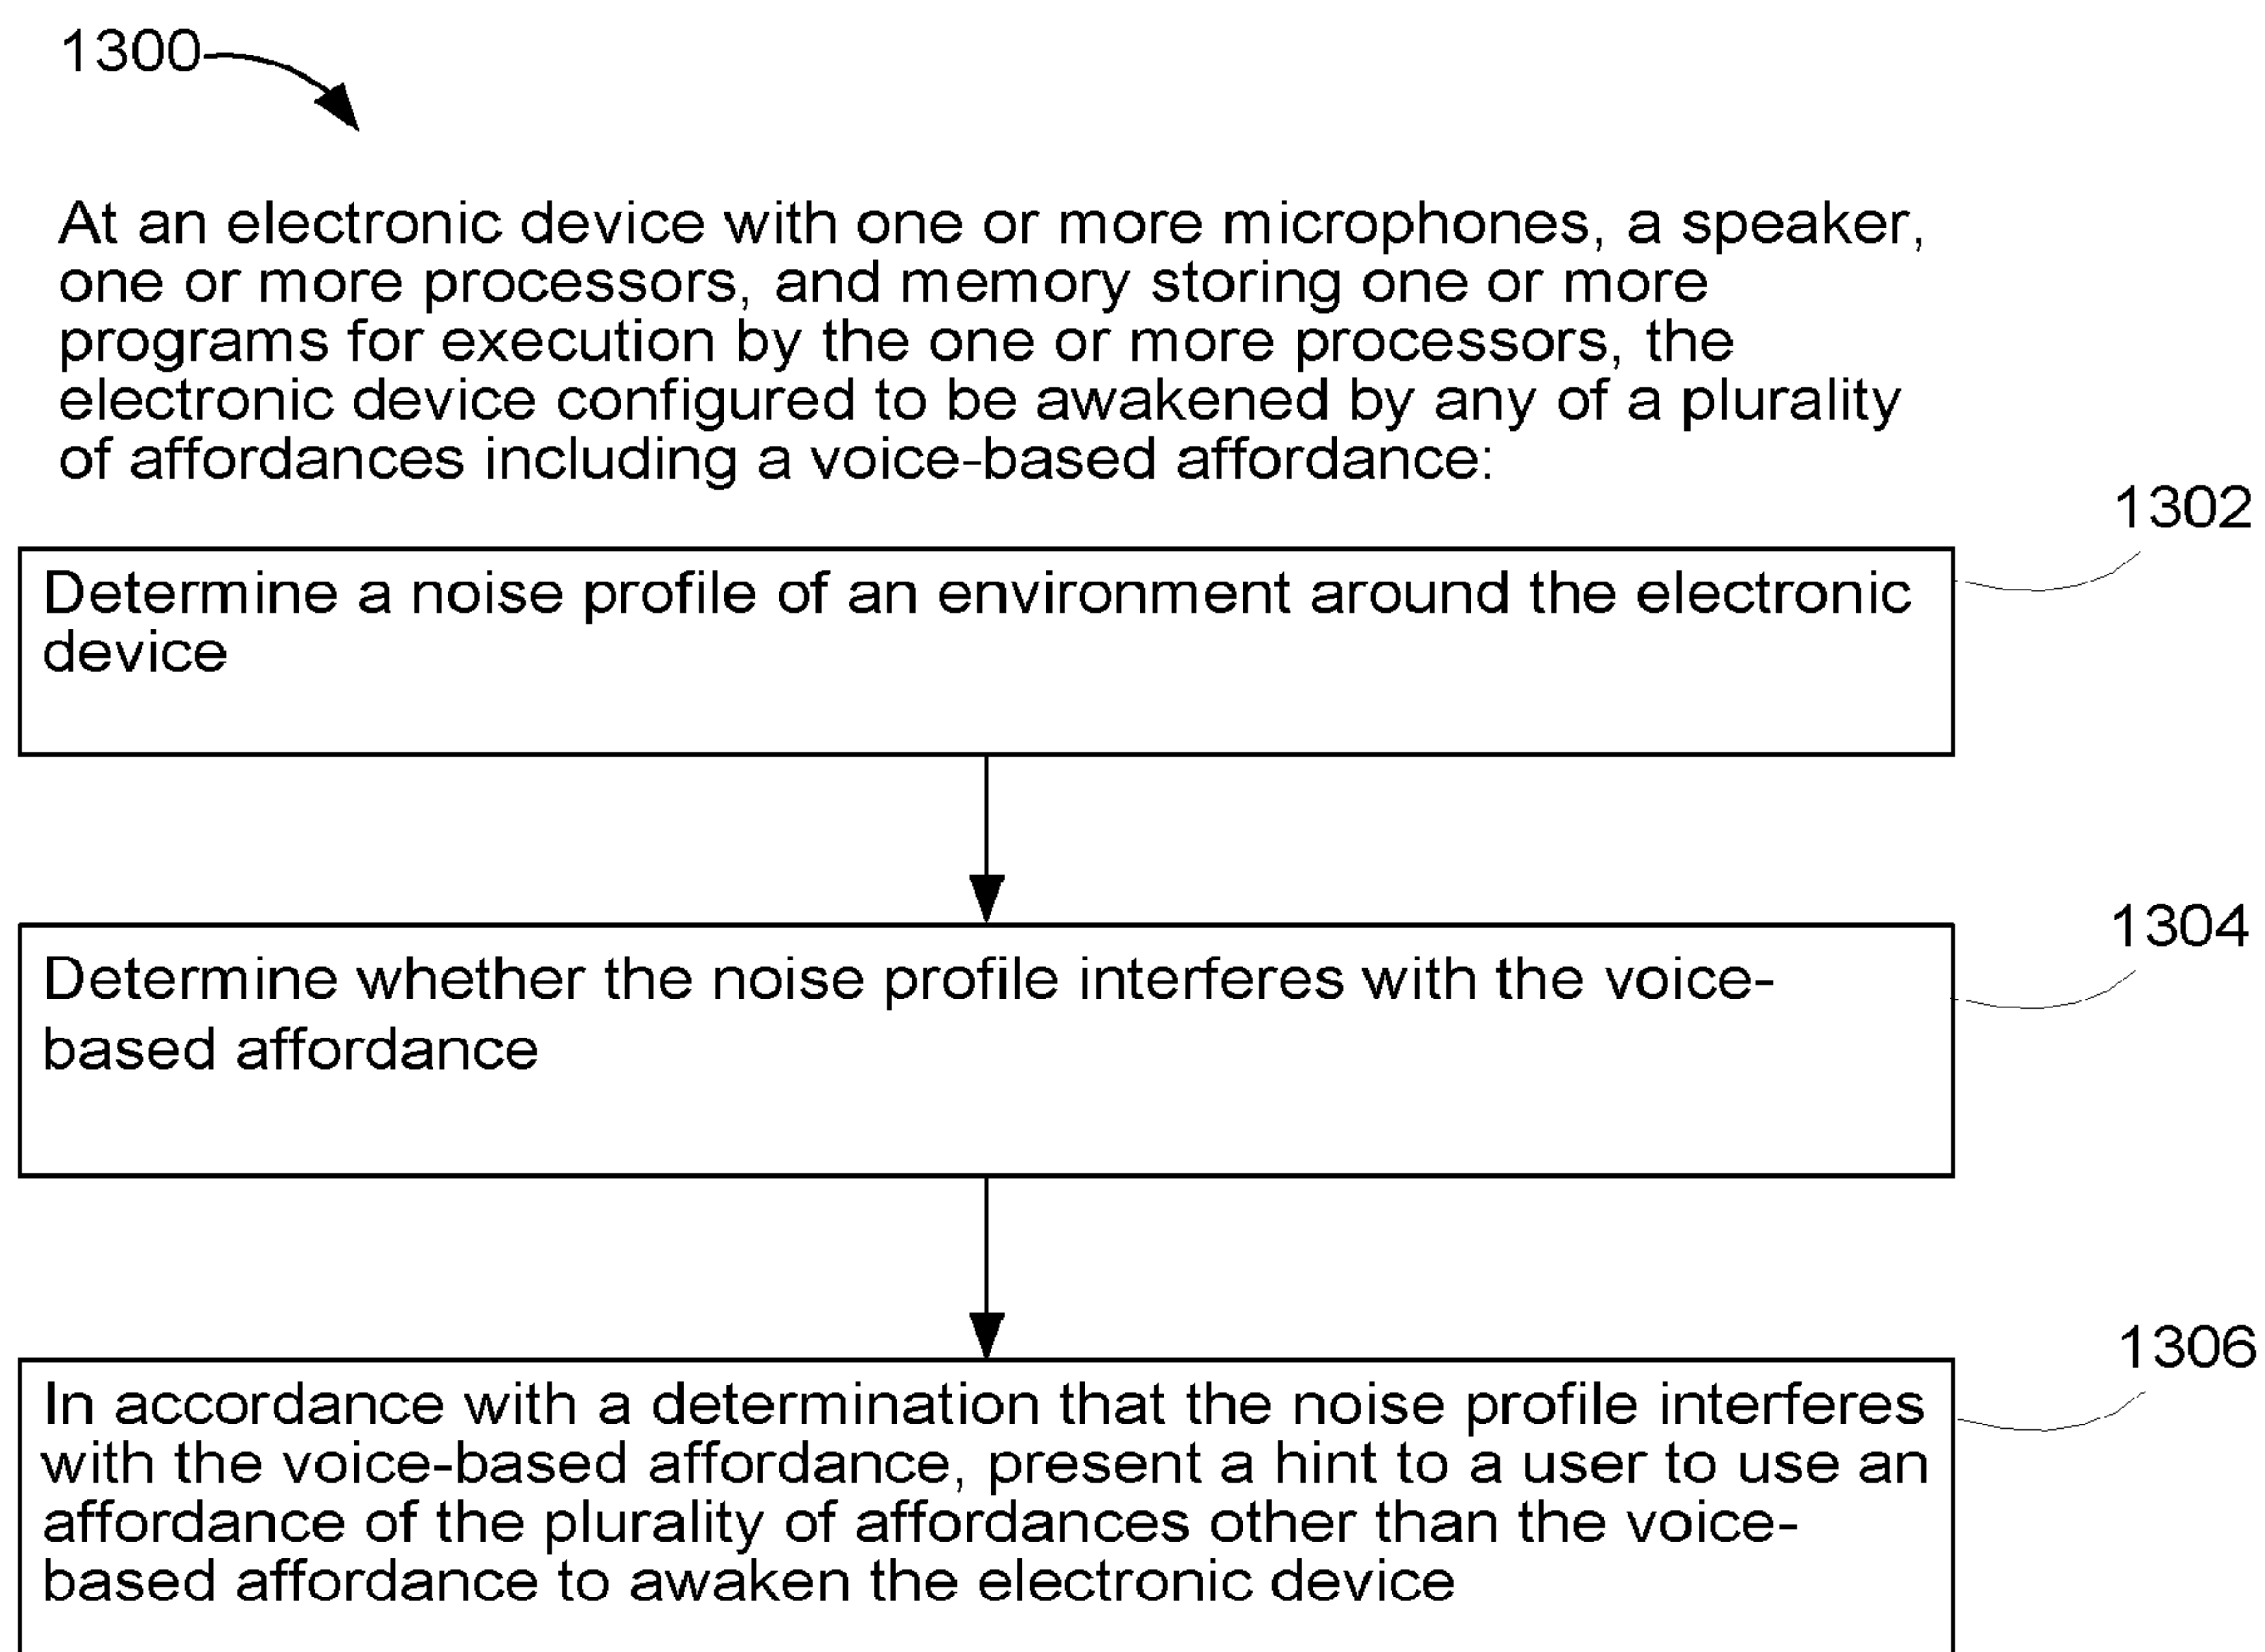 1300
At an electronic device with one or more microphones, a speaker,
one or more processors, and memory storing one or more
programs for execution by the one or more processors, the
electronic device configured to be awakened by any of a plurality
of affordances including a voice-based affordance:
1302
Determine a noise profile of an environment around the electronic
device
1304
Determine whether the noise profile interferes with the voice-
based affordance
1306
In accordance with a determination that the noise profile interferes
with the voice-based affordance, present a hint to a user to use an
affordance of the plurality of affordances other than the voice-
based affordance to awaken the electronic device